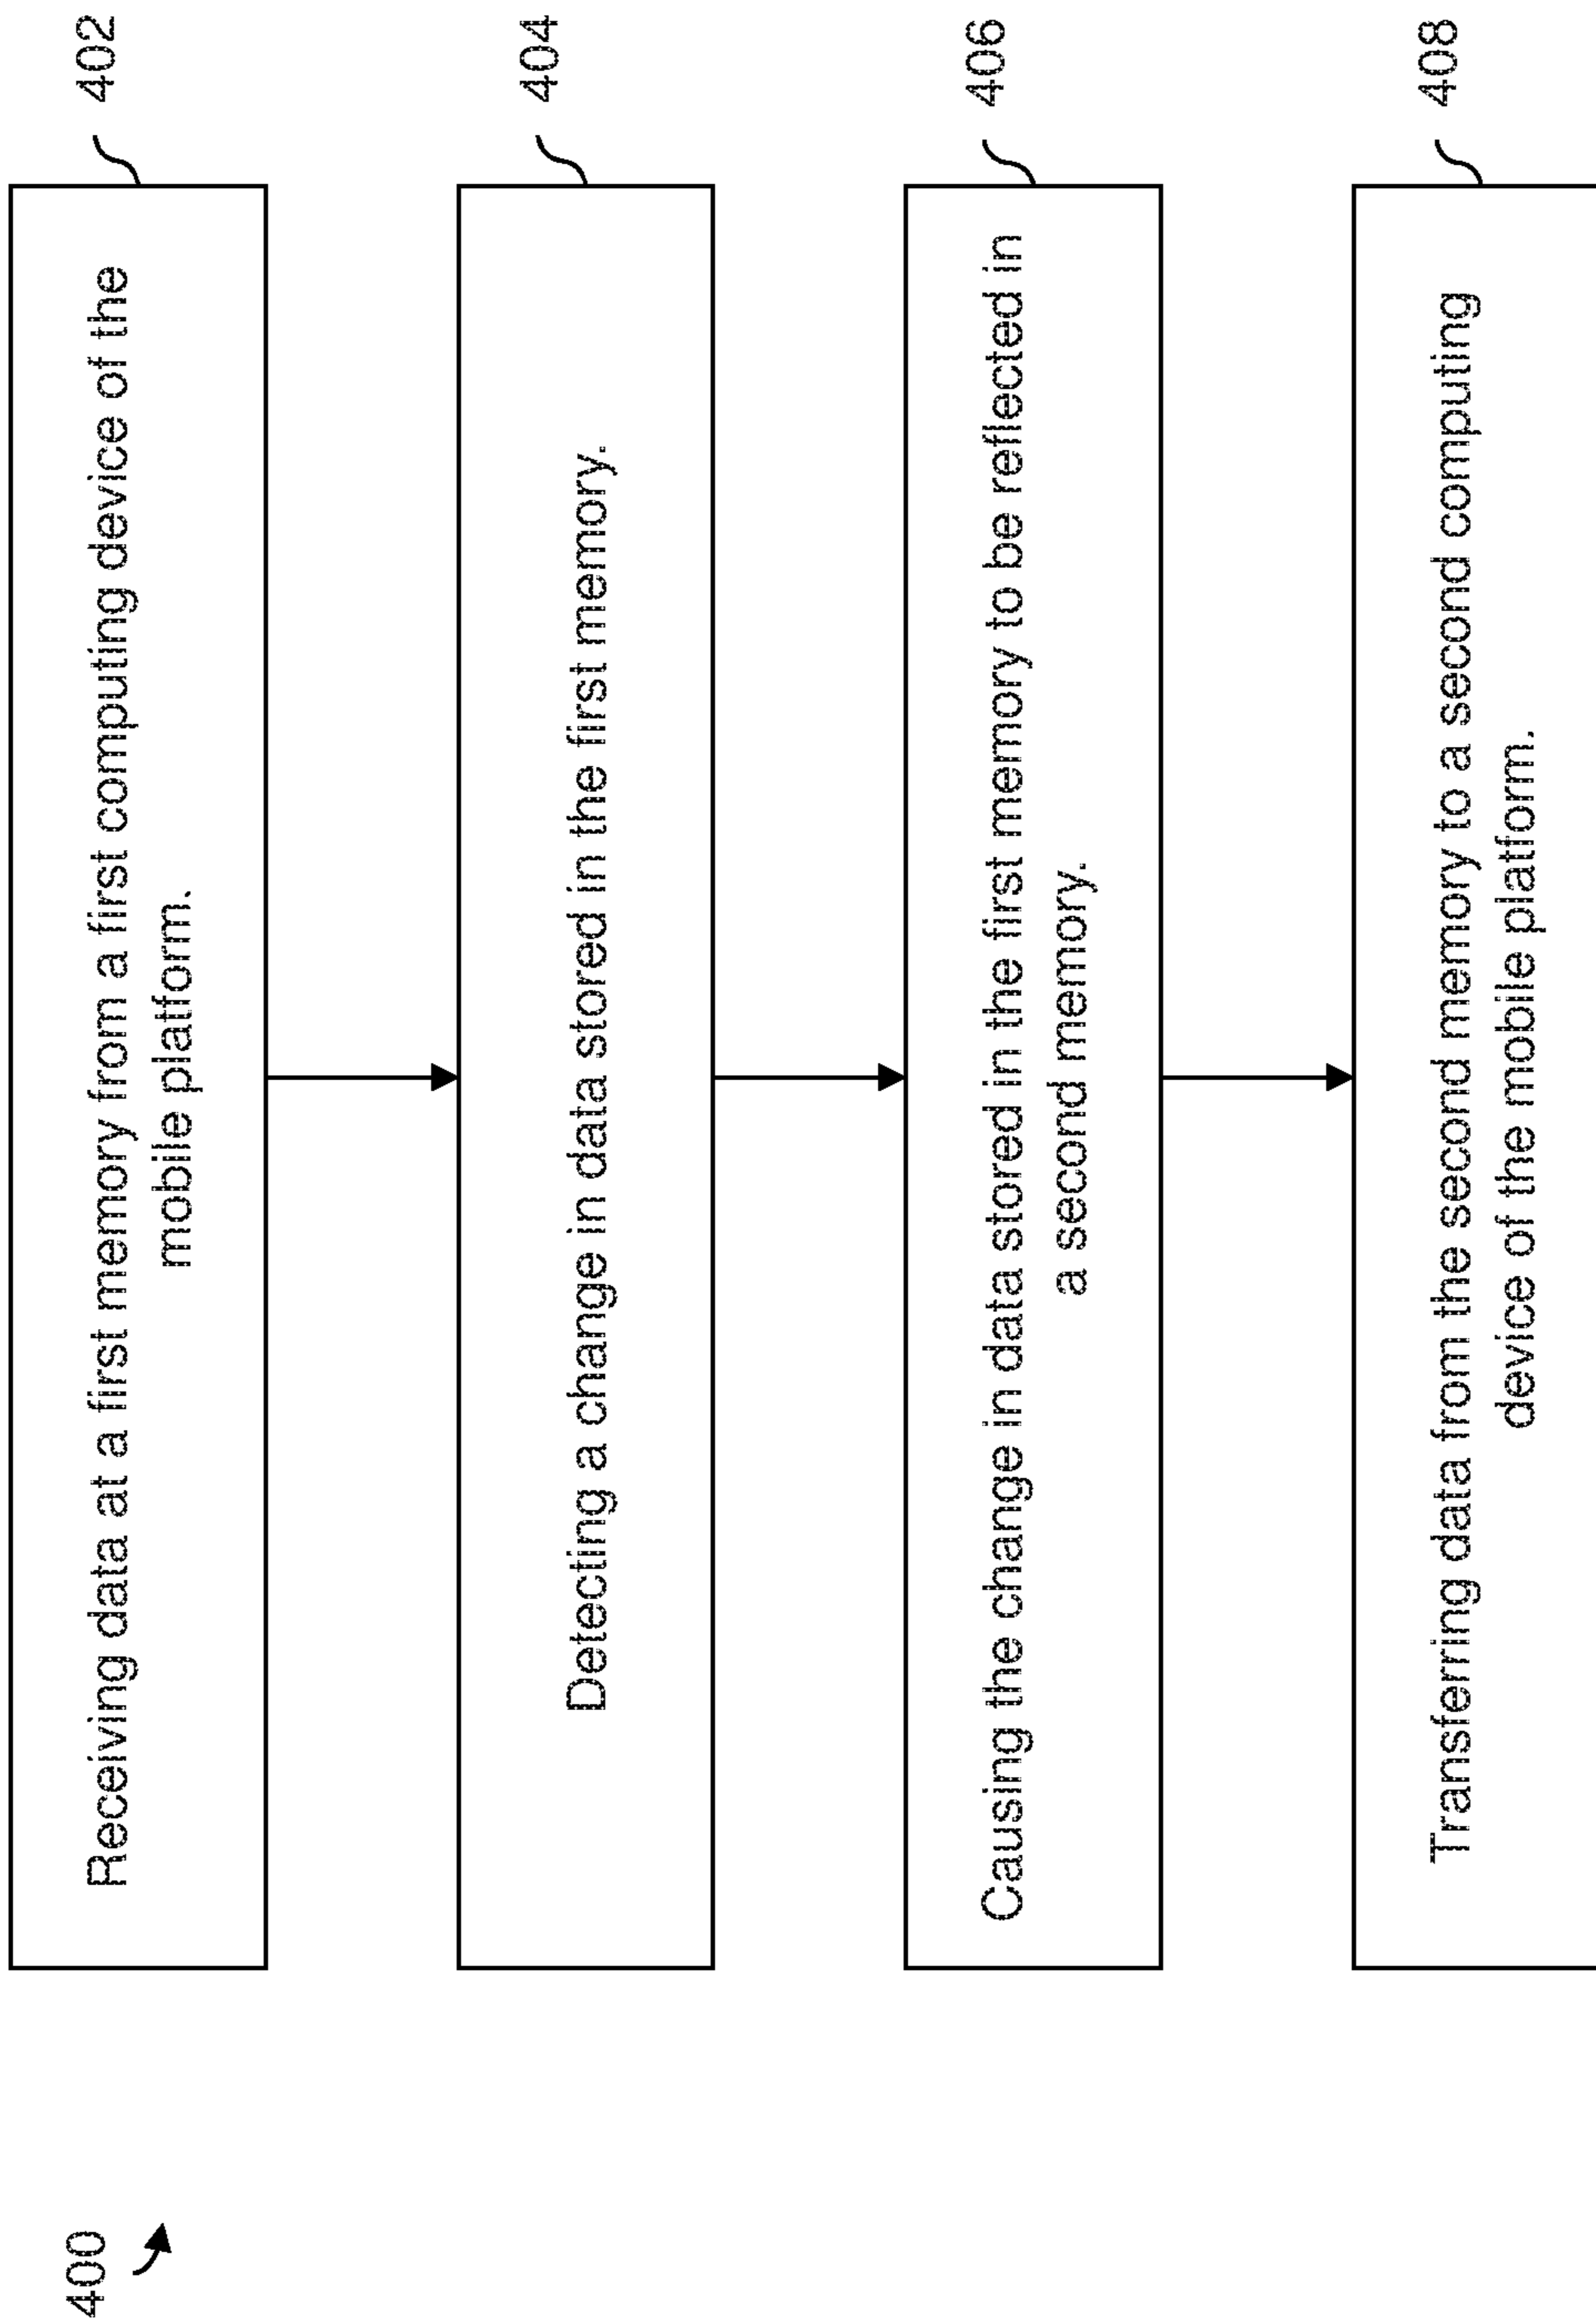 400
402
Receiving data at a first memory from a first computing device of the
mobile platform.
404
Detecting a change in data stored in the first memory.
406
Causing the change in data stored in the first memory to be reflected in
a second memory.
408
Transferring data from the second memory to a second computing
device of the mobile platform.